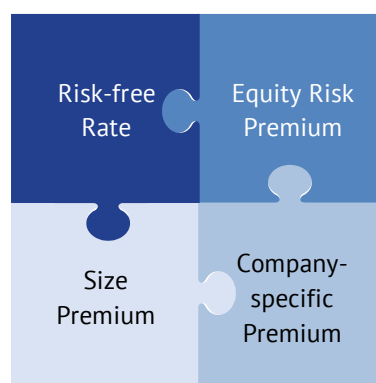 Risk-free
Rate
Equity Risk
Premium
Size
Premium
Company-
specific
Premium